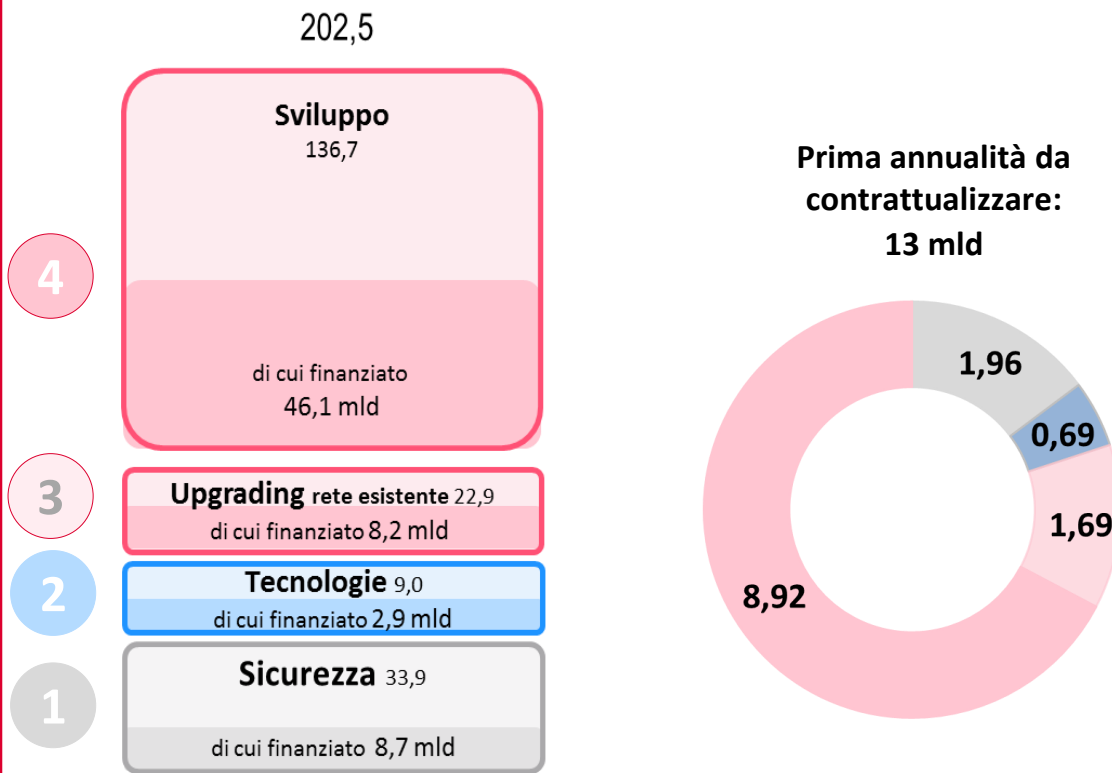 202,5
Sviluppo
136,7
4
di cui finanziato
46,1 mld
3
Upgrading rete esistente 22,9
di cui finanziato 8,2 mld
2
Tecnologie 9,0
di cui finanziato 2,9 mld
1
Sicurezza 33,9
di cui finanziato 8,7 mld
Prima annualità da
contrattualizzare:
13 mld
1,96
0,69
1,69
8,92